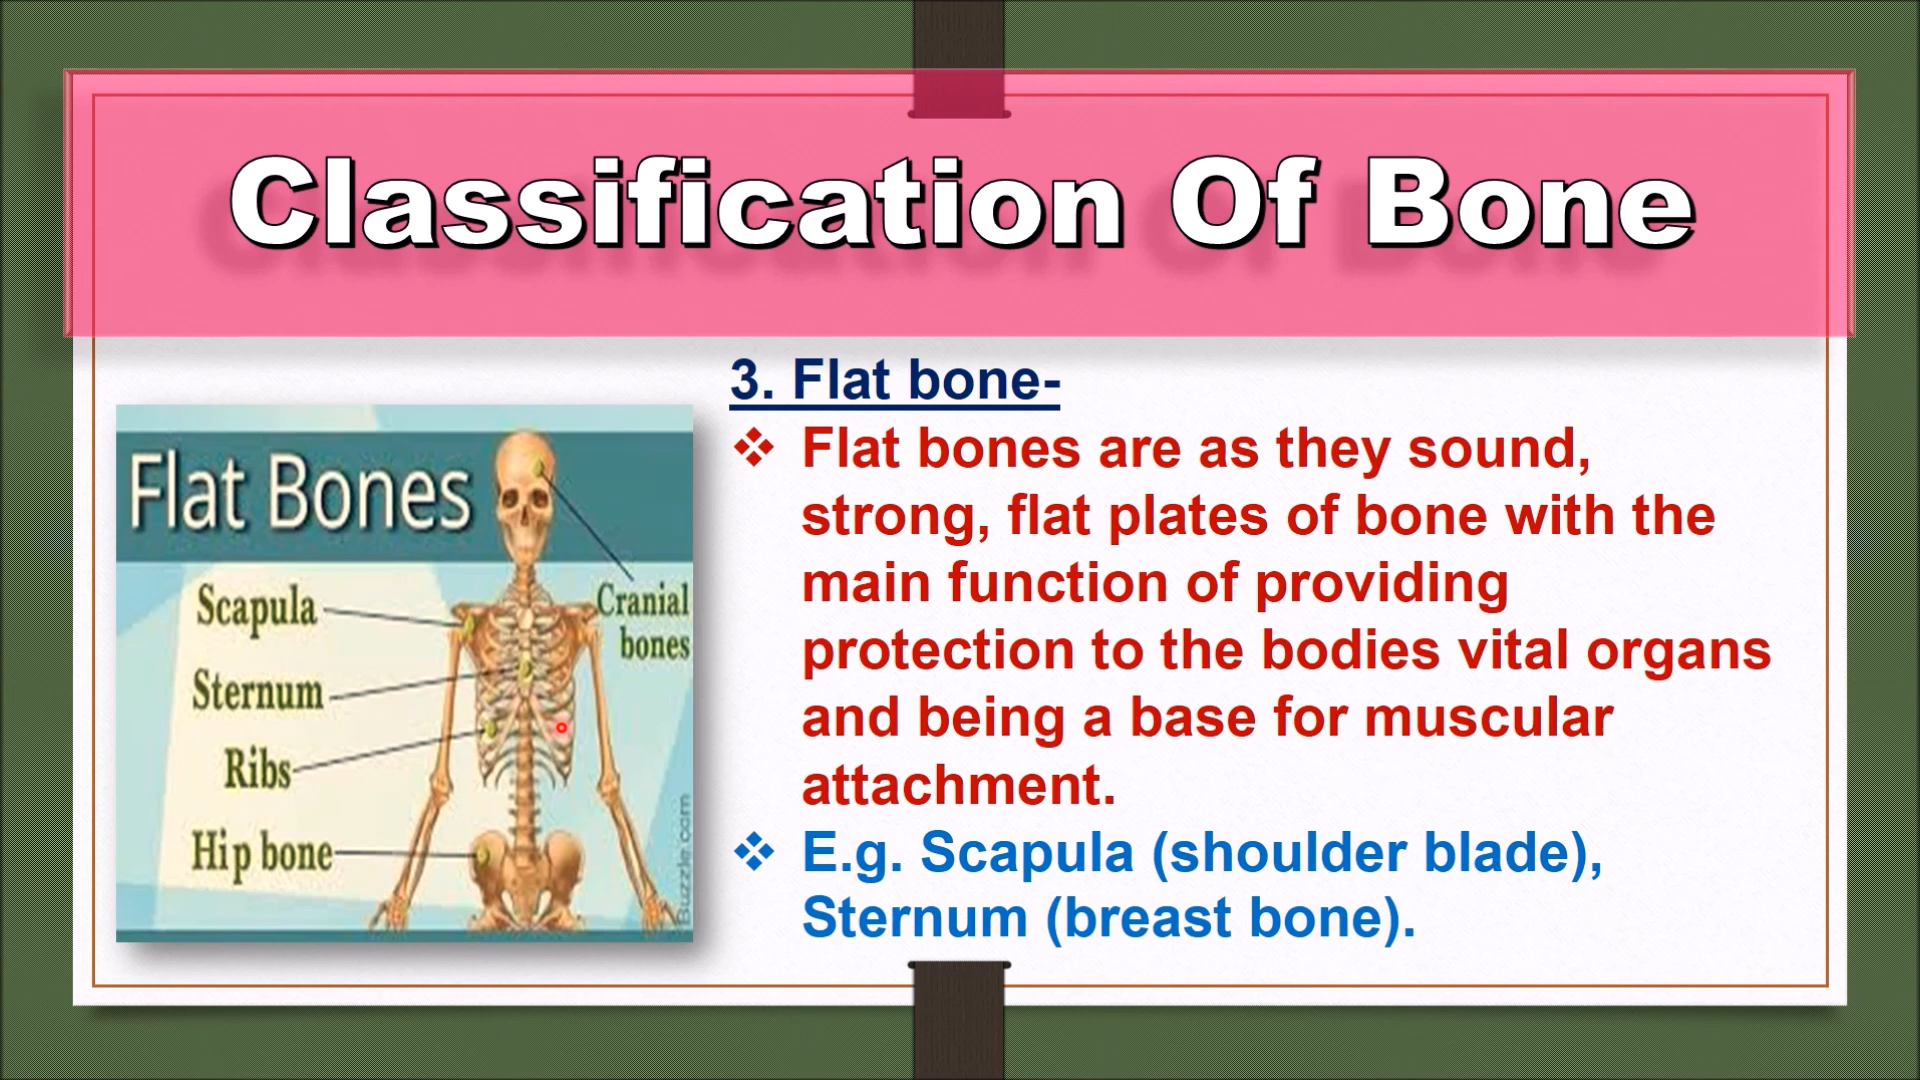 Classification Of Bone
3. Flat bone-
❖ Flat bones are as they sound,
strong, flat plates of bone with the
main function of providing
protection to the bodies vital organs
and being a base for muscular
attachment.
❖ E.g. Scapula (shoulder blade),
Sternum (breast bone).
Flat Bones
Scapula
Cranial
bones
Sternum
Ribs
Hip bone
Buzzle.com